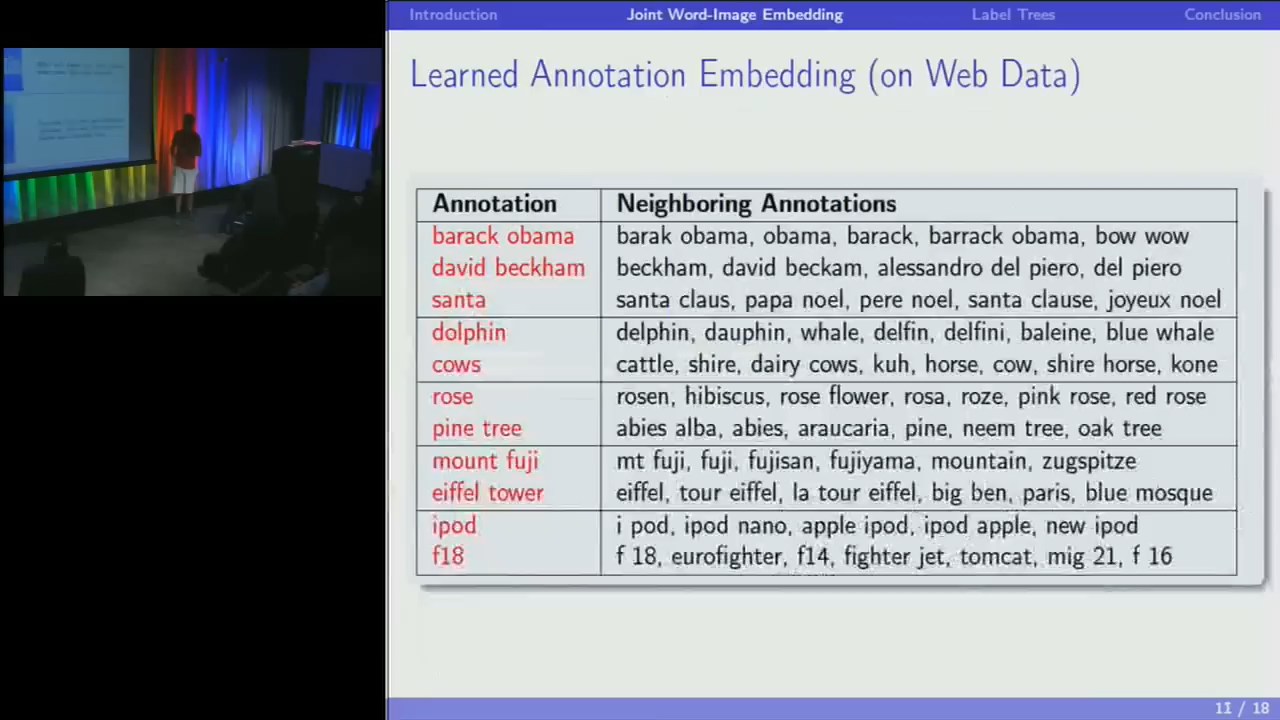 Introduction Joint Word-Image Embedding Label Trees Conclusion
Learned Annotation Embedding (on Web Data)
Annotation Neighboring Annotations
barack obama barak obama, obama, barack, barrack obama, bow wow
david beckham beckham, david beckam, alessandro del piero, del piero
santa santa claus, papa noel, pere noel, santa clause, joyeux noel
dolphin delphin, dauphin, whale, delfin, delfini, baleine, blue whale
cows cattle, shire, dairy cows, kuh, horse, cow, shire horse, kone
rose rosen, hibiscus, rose flower, rosa, roze, pink rose, red rose
pine tree abies alba, abies, araucaria, pine, neem tree, oak tree
mount fuji mt fuji, fuji, fujisan, fujiyama, mountain, zugspitze
eiffel tower eiffel, tour eiffel, la tour eiffel, big ben, paris, blue mosque
ipod i pod, ipod nano, apple ipod, ipod apple, new ipod
f18 f 18, eurofighter, f14, fighter jet, tomcat, mig 21, f 16
11 / 18